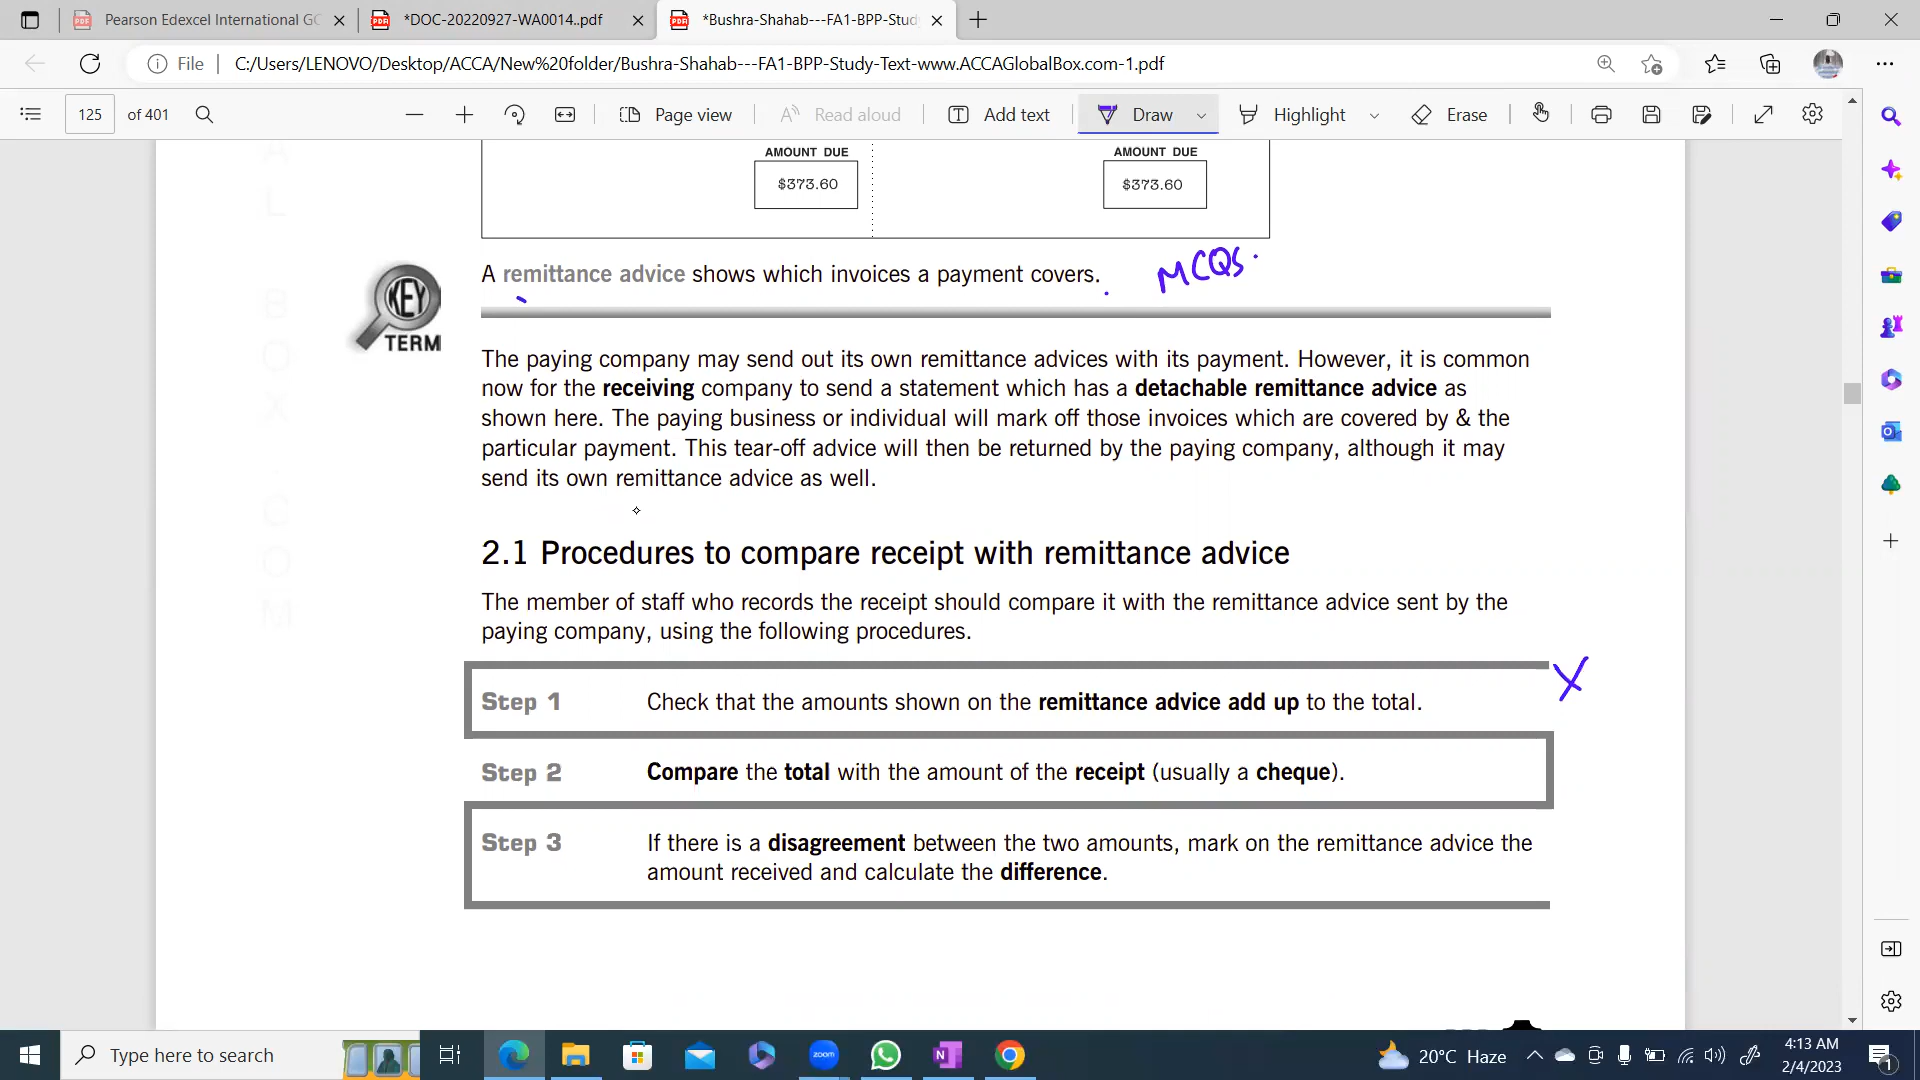 Pearson Edexcel International GC
*DOC-20220927-WA0014..pdf
*Bushra-Shahab---FA1-BPP-Stud
File
C:/Users/LENOVO/Desktop/ACCA/New%20folder/Bushra-Shahab---FA1-BPP-Study-Text-www.ACCAGlobalBox.com-1.pdf
125 of 401
Page view
Read aloud
Add text
Draw
Highlight
Erase
AMOUNT DUE AMOUNT DUE
$373.60 $373.60
A remittance advice shows which invoices a payment covers. MCQS.
KEY
TERM
The paying company may send out its own remittance advices with its payment. However, it is common
now for the receiving company to send a statement which has a detachable remittance advice as
shown here. The paying business or individual will mark off those invoices which are covered by & the
particular payment. This tear-off advice will then be returned by the paying company, although it may
send its own remittance advice as well.
2.1 Procedures to compare receipt with remittance advice
The member of staff who records the receipt should compare it with the remittance advice sent by the
paying company, using the following procedures.
X
Step 1 Check that the amounts shown on the remittance advice add up to the total.
Step 2 Compare the total with the amount of the receipt (usually a cheque).
Step 3 If there is a disagreement between the two amounts, mark on the remittance advice the
amount received and calculate the difference.
A
L
B
O
X
.
C
O
M
Type here to search
zoom
N
20°C Haze
4:13 AM
2/4/2023
1